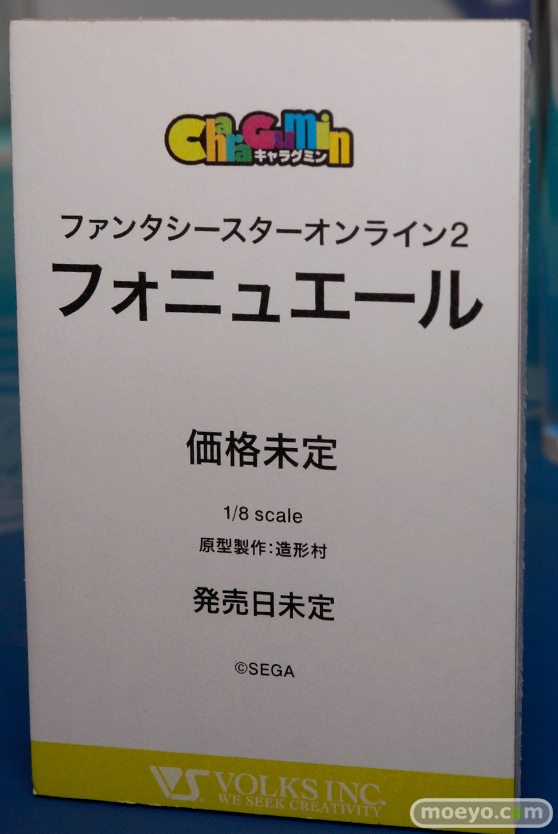 CharaGumin
キャラグミン
ファンタシースターオンライン2
フォニュエール
価格未定
1/8 scale
原型製作：造形村
発売日未定
©SEGA
VS. VOLKS INC.
WE SEEK CREATIVITY.
moeyo.com